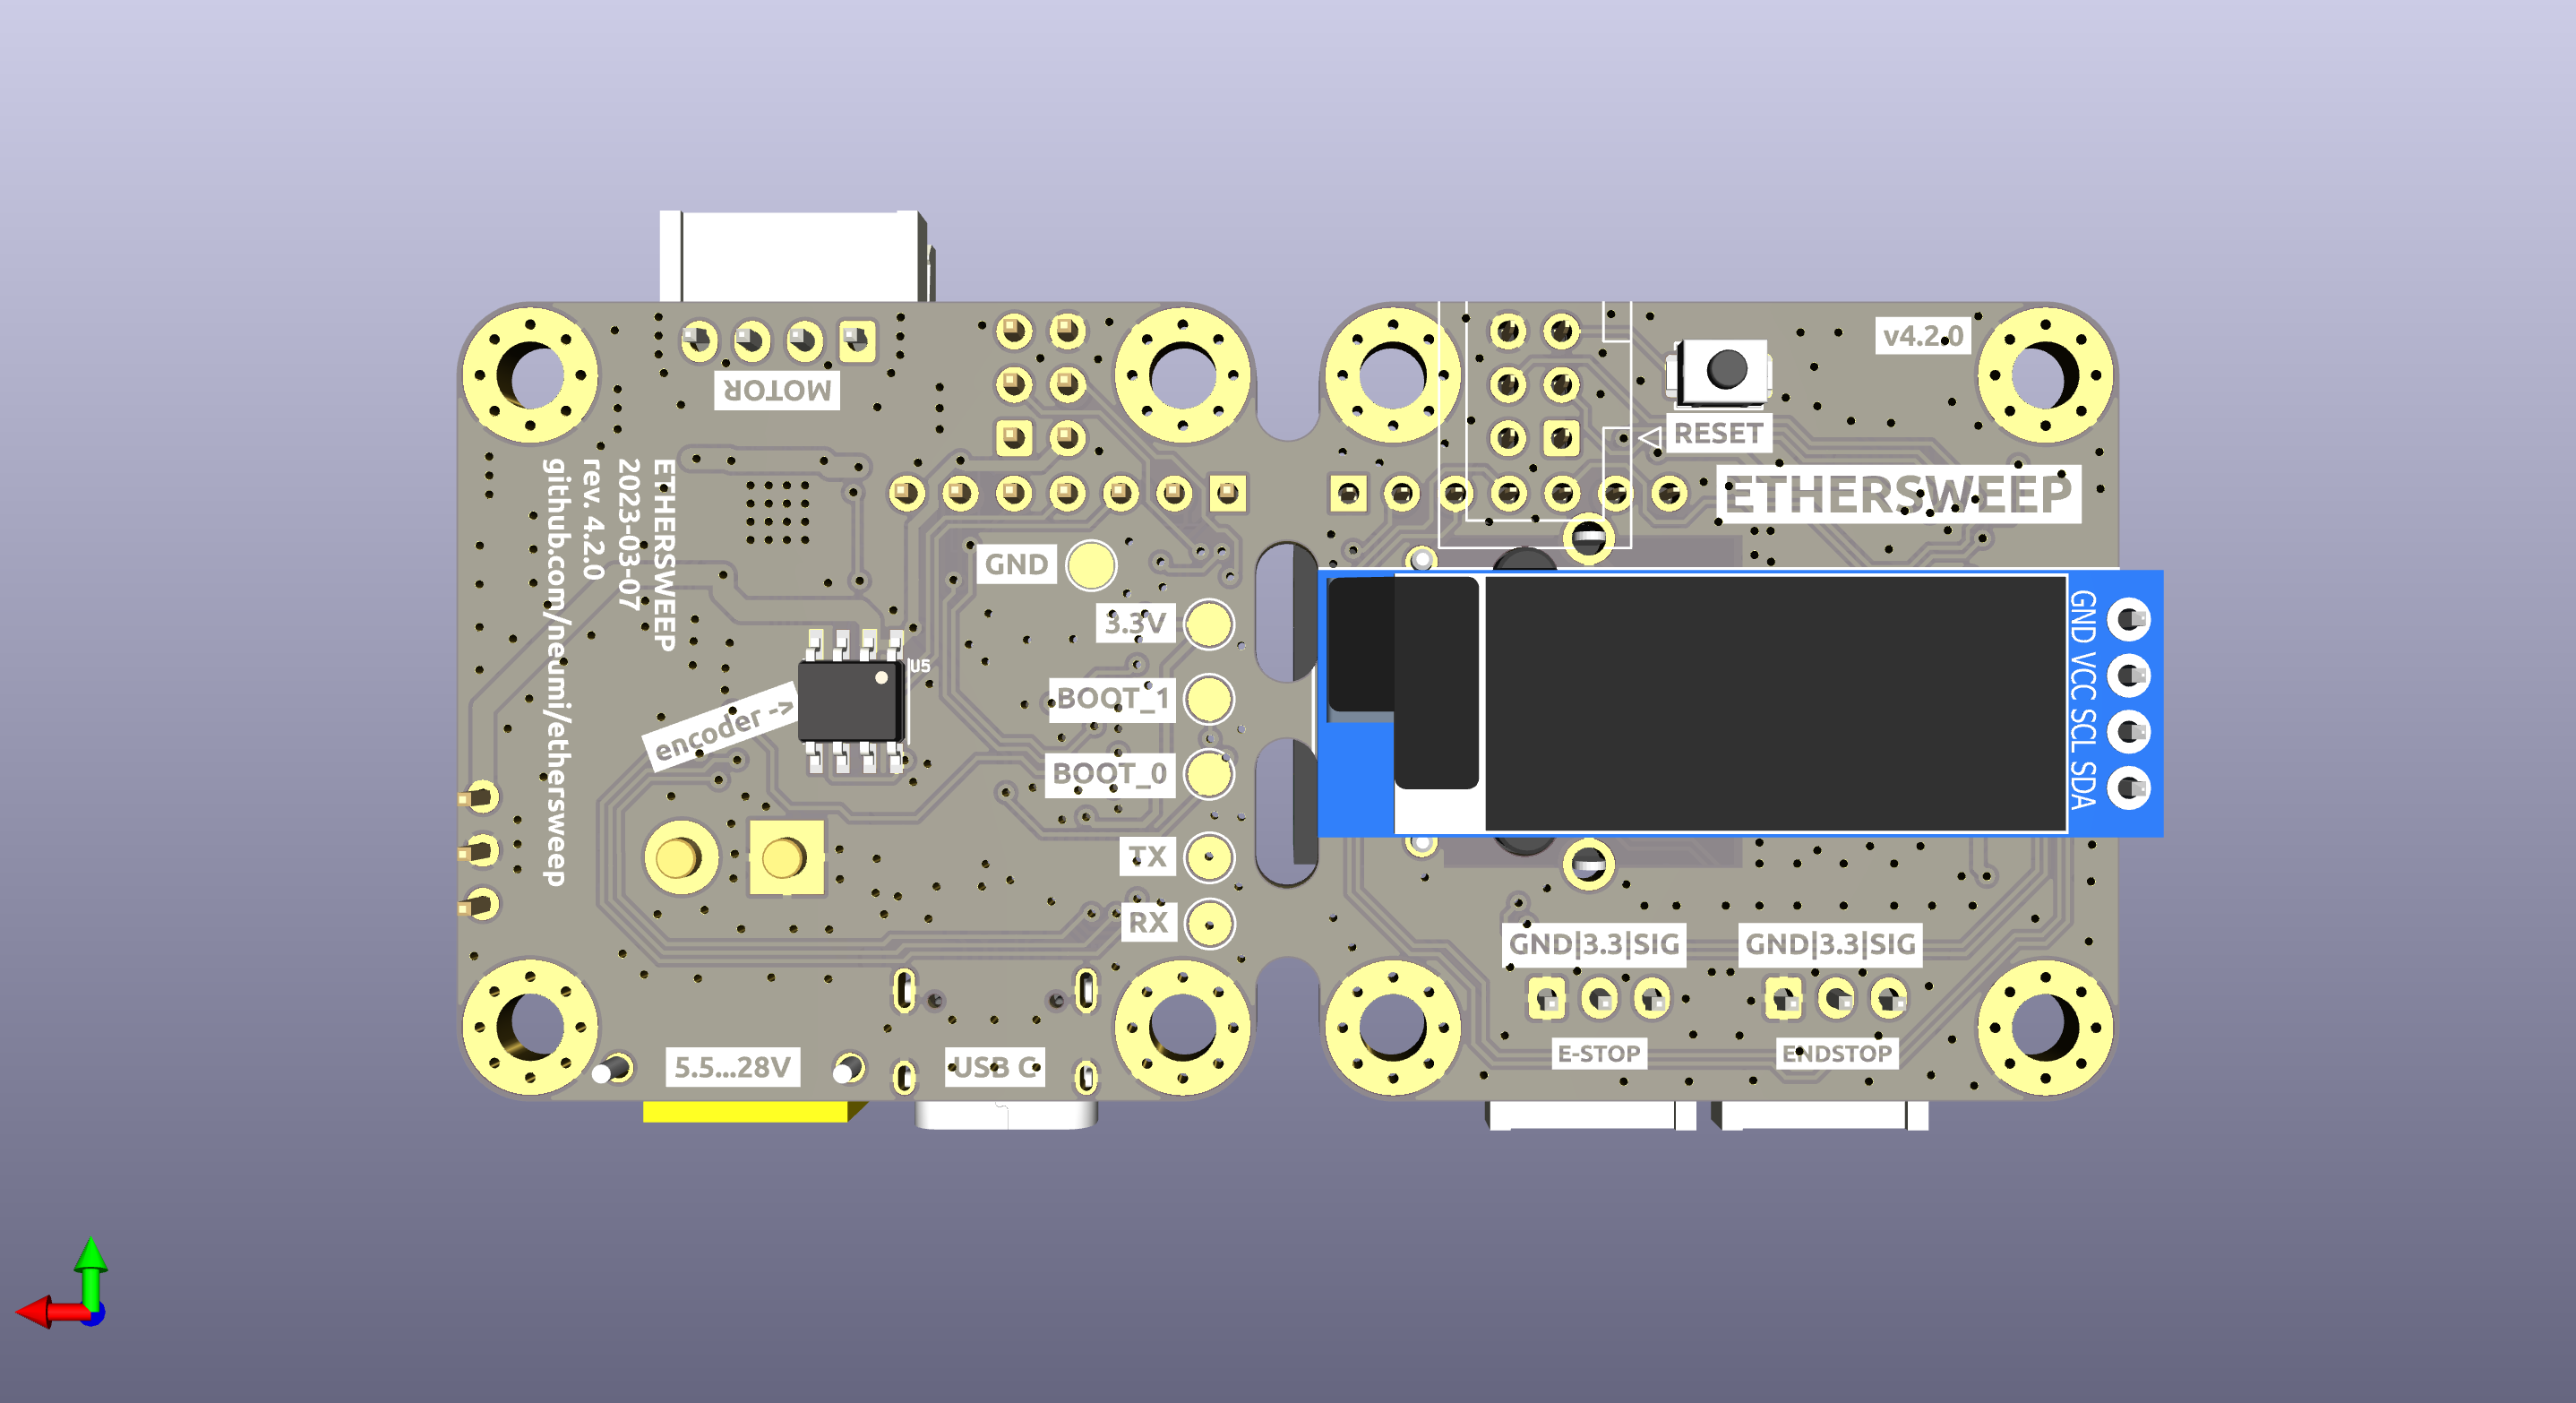 MOTOR
ETHERSWEEP
2023-03-07
rev. 4.2.0
github.com/neumi/ethersweep
GND
3.3V
U5
BOOT_1
encoder ->
BOOT_0
TX
RX
5.5...28V
USB C
v4.2.0
RESET
ETHERSWEEP
GND VCC SCL SDA
GND|3.3|SIG
GND|3.3|SIG
E-STOP
ENDSTOP